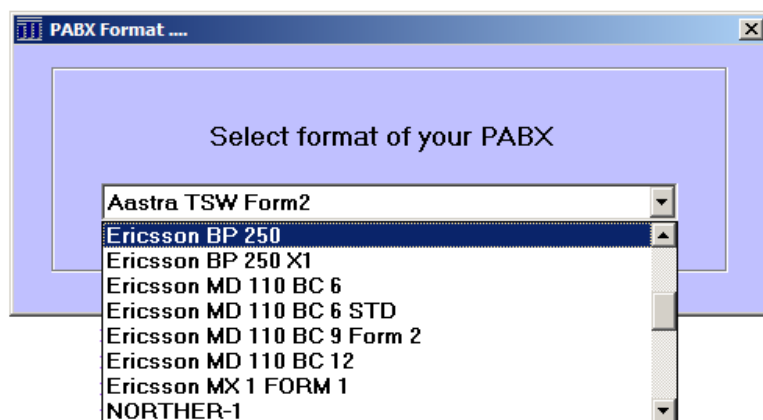 PABX Format ....
Select format of your PABX
Aastra TSW Form2
Ericsson BP 250
Ericsson BP 250 X1
Ericsson MD 110 BC 6
Ericsson MD 110 BC 6 STD
Ericsson MD 110 BC 9 Form 2
Ericsson MD 110 BC 12
Ericsson MX 1 FORM 1
NORTHER-1